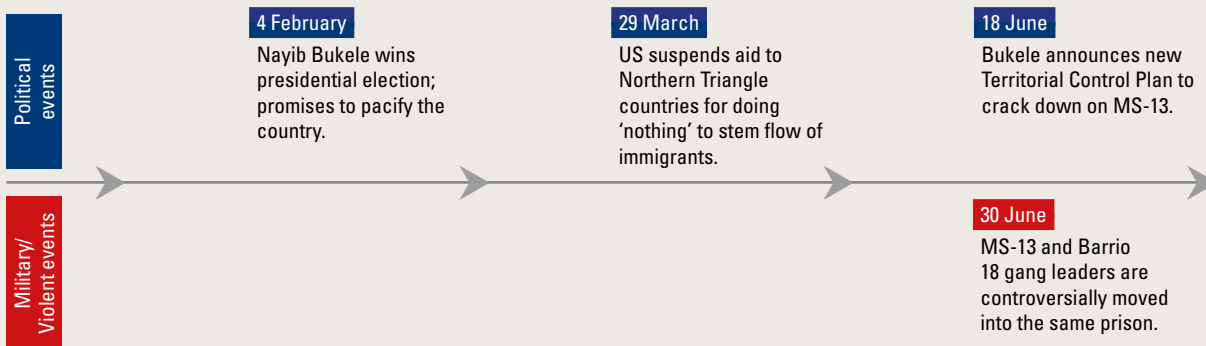 Political
events
4 February
Nayib Bukele wins
presidential election;
promises to pacify the
country.
29 March
US suspends aid to
Northern Triangle
countries for doing
‘nothing’ to stem flow of
immigrants.
18 June
Bukele announces new
Territorial Control Plan to
crack down on MS-13.
Military/
Violent events
30 June
MS-13 and Barrio
18 gang leaders are
controversially moved
into the same prison.